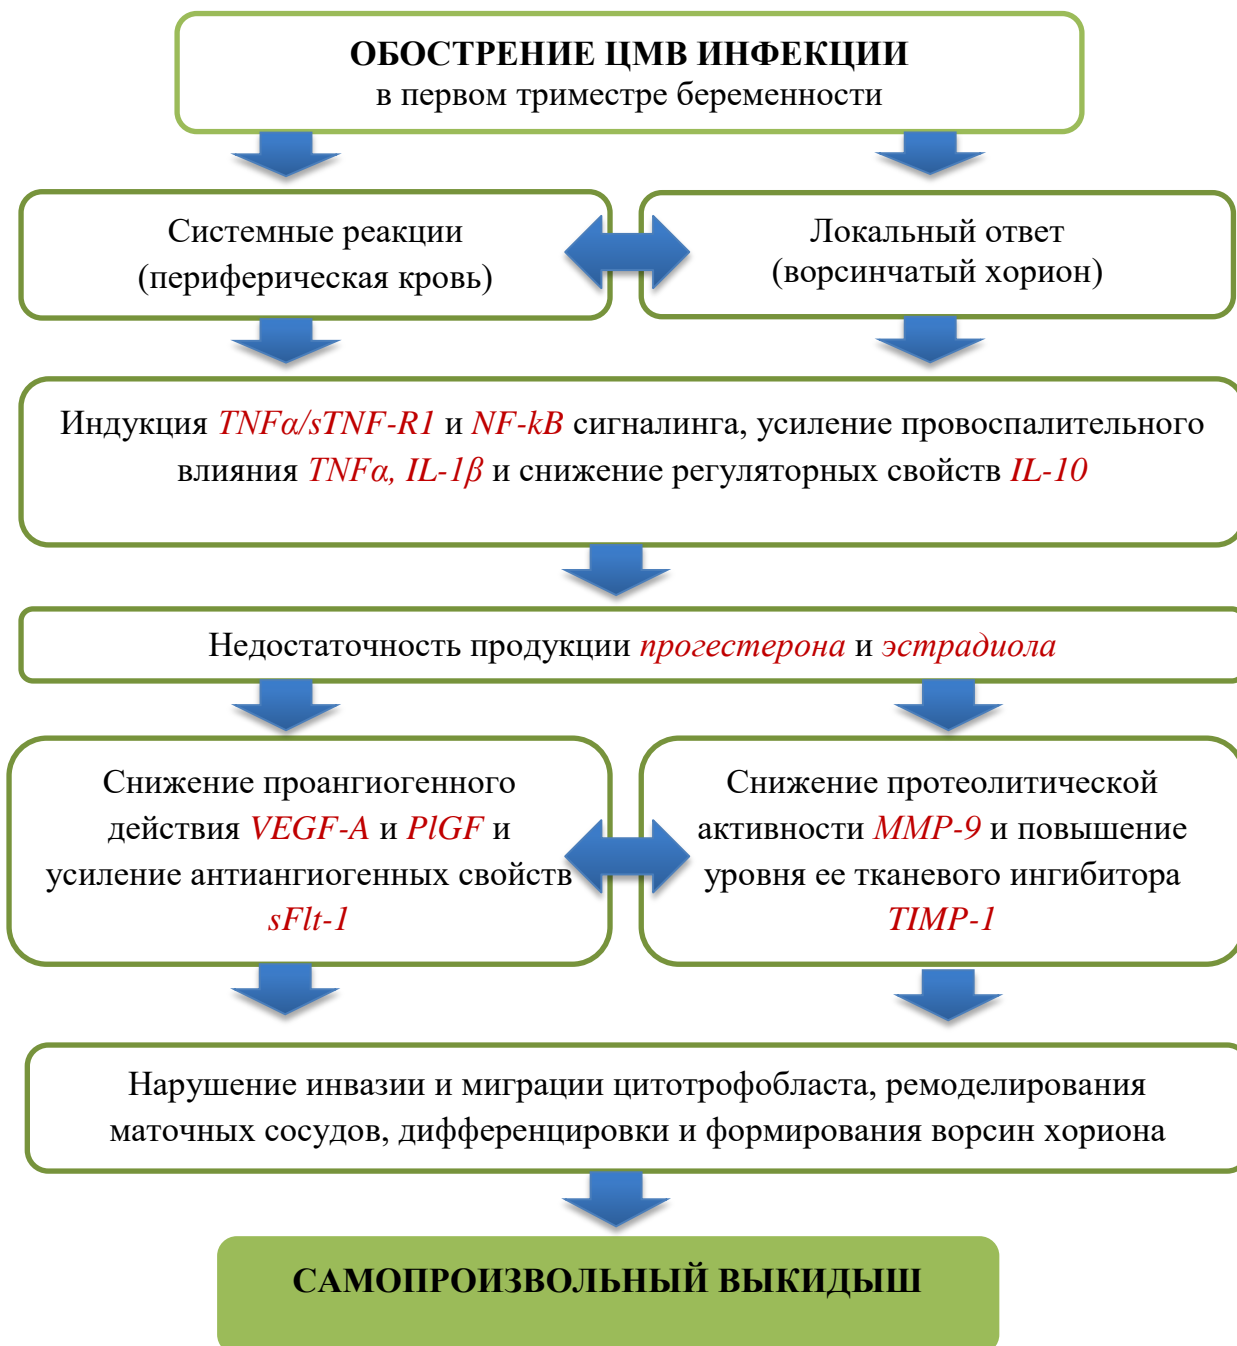 ОБОСТРЕНИЕ ЦМВ ИНФЕКЦИИ
в первом триместре беременности
Системные реакции
(периферическая кровь)
Локальный ответ
(ворсинчатый хорион)
Индукция TNFα/sTNF-R1 и NF-kB сигналинга, усиление провоспалительного
влияния TNFα, IL-1β и снижение регуляторных свойств IL-10
Недостаточность продукции прогестерона и эстрадиола
Снижение проангиогенного
действия VEGF-A и PlGF и
усиление антиангиогенных свойств
sFlt-1
Снижение протеолитической
активности MMP-9 и повышение
уровня ее тканевого ингибитора
TIMP-1
Нарушение инвазии и миграции цитотрофобласта, ремоделирования
маточных сосудов, дифференцировки и формирования ворсин хориона
САМОПРОИЗВОЛЬНЫЙ ВЫКИДЫШ